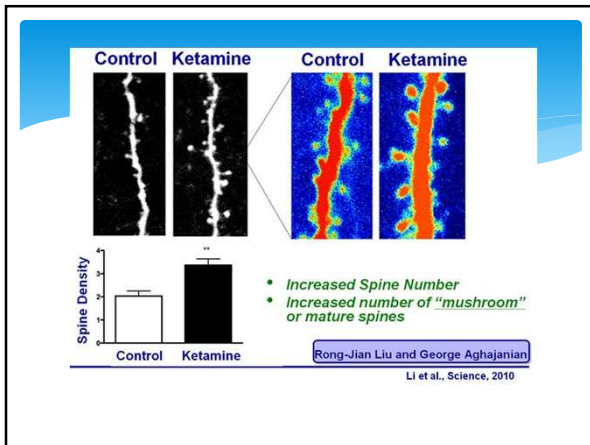 Control Ketamine
Control Ketamine
4
3
2
1
0
Spine Density
**
Control Ketamine
• Increased Spine Number
• Increased number of "mushroom"
or mature spines
Rong-Jian Liu and George Aghajanian
Li et al., Science, 2010